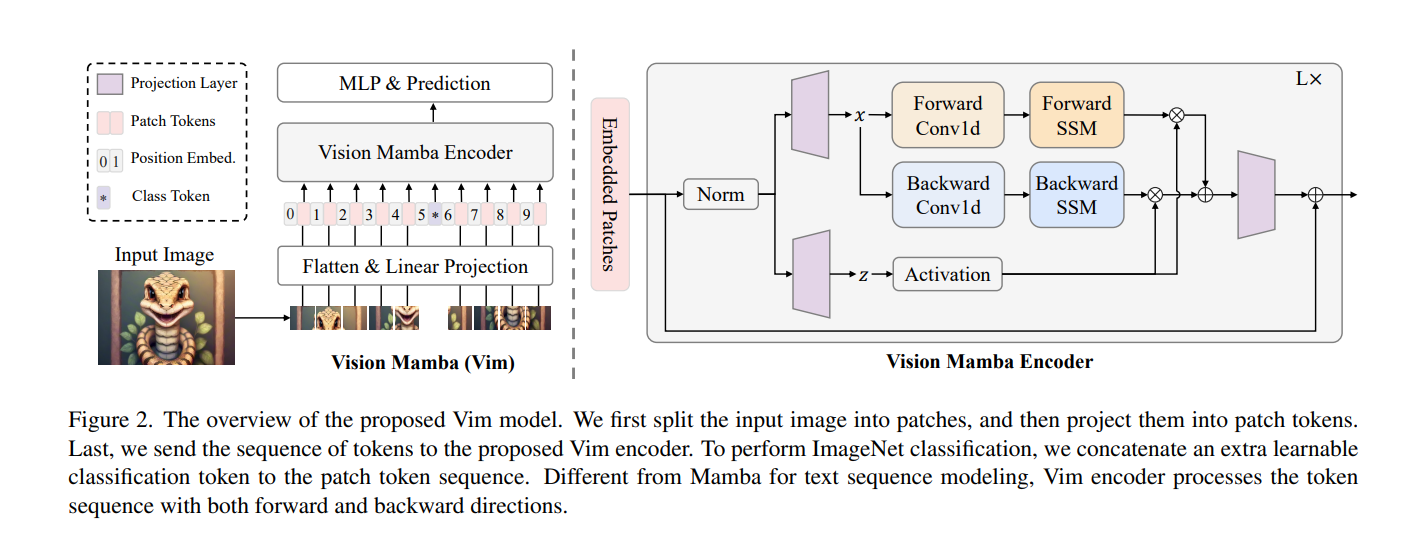 Projection Layer
Patch Tokens
0 1 Position Embed.
* Class Token
Input Image
MLP & Prediction
Vision Mamba Encoder
0 1 2 3 4 5 * 6 7 8 9
Flatten & Linear Projection
Vision Mamba (Vim)
Embedded Patches
L×
Norm
x
Forward
Conv1d
Forward
SSM
Backward
Conv1d
Backward
SSM
z
Activation
Vision Mamba Encoder
Figure 2. The overview of the proposed Vim model. We first split the input image into patches, and then project them into patch tokens.
Last, we send the sequence of tokens to the proposed Vim encoder. To perform ImageNet classification, we concatenate an extra learnable
classification token to the patch token sequence. Different from Mamba for text sequence modeling, Vim encoder processes the token
sequence with both forward and backward directions.